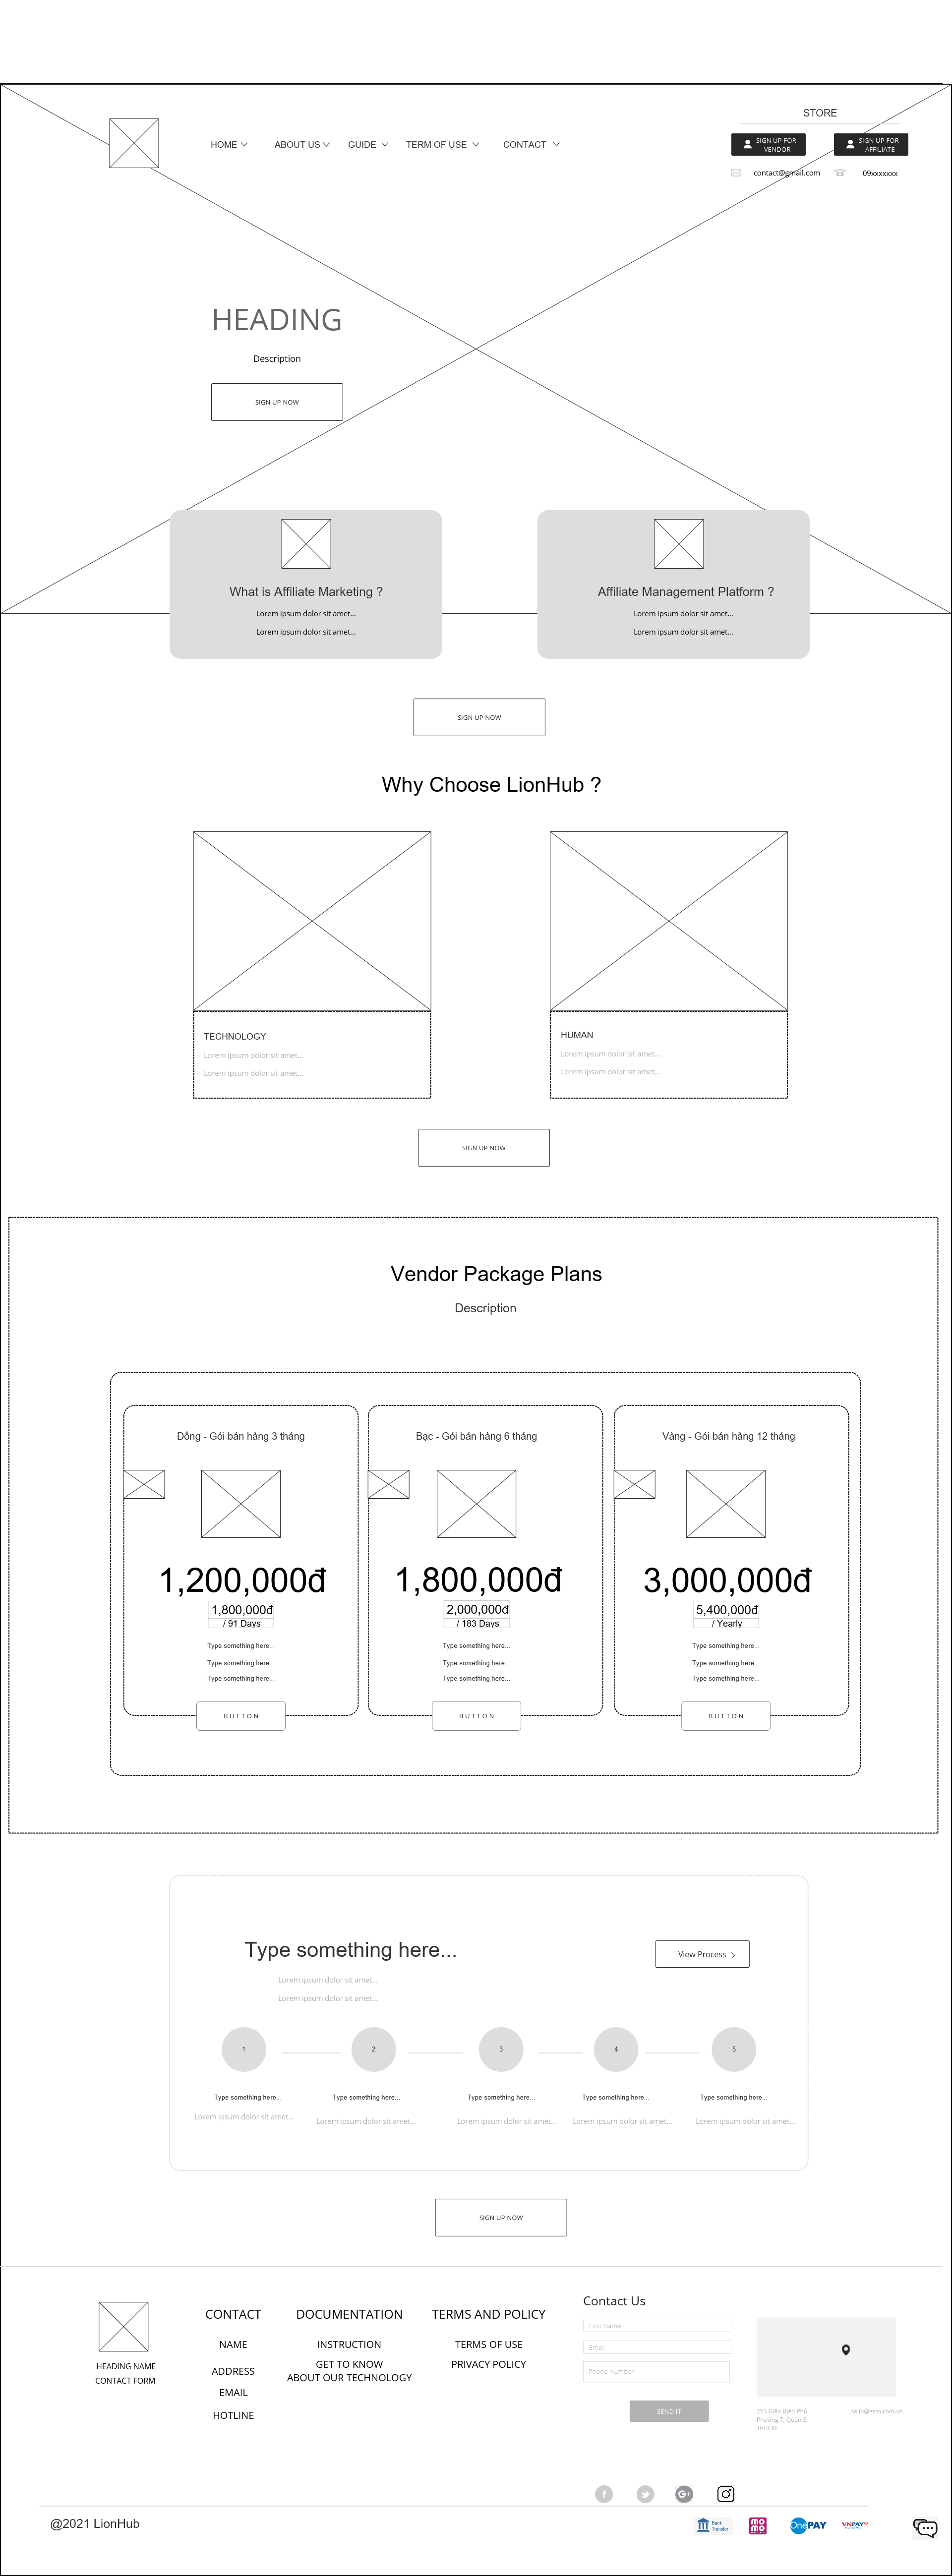 STORE
HOME
ABOUT US
GUIDE
TERM OF USE
CONTACT
SIGN UP FOR
VENDOR
SIGN UP FOR
AFFILIATE
contact@gmail.com
09xxxxxxx
HEADING
Description
SIGN UP NOW
What is Affiliate Marketing ?
Lorem ipsum dolor sit amet...
Lorem ipsum dolor sit amet...
Affiliate Management Platform ?
Lorem ipsum dolor sit amet...
Lorem ipsum dolor sit amet...
SIGN UP NOW
Why Choose LionHub ?
TECHNOLOGY
Lorem ipsum dolor sit amet...
Lorem ipsum dolor sit amet...
HUMAN
Lorem ipsum dolor sit amet...
Lorem ipsum dolor sit amet...
SIGN UP NOW
Vendor Package Plans
Description
Đồng - Gói bán hàng 3 tháng
1,200,000đ
1,800,000đ
/ 91 Days
Type something here...
Type something here...
Type something here...
BUTTON
Bạc - Gói bán hàng 6 tháng
1,800,000đ
2,000,000đ
/ 183 Days
Type something here...
Type something here...
Type something here...
BUTTON
Vàng - Gói bán hàng 12 tháng
3,000,000đ
5,400,000đ
/ Yearly
Type something here...
Type something here...
Type something here...
BUTTON
Type something here...
View Process
Lorem ipsum dolor sit amet...
Lorem ipsum dolor sit amet...
1
2
3
4
5
Type something here...
Type something here...
Type something here...
Type something here...
Type something here...
Lorem ipsum dolor sit amet...
Lorem ipsum dolor sit amet...
Lorem ipsum dolor sit amet...
Lorem ipsum dolor sit amet...
Lorem ipsum dolor sit amet...
SIGN UP NOW
HEADING NAME
CONTACT FORM
CONTACT
NAME
ADDRESS
EMAIL
HOTLINE
DOCUMENTATION
INSTRUCTION
GET TO KNOW
ABOUT OUR TECHNOLOGY
TERMS AND POLICY
TERMS OF USE
PRIVACY POLICY
Contact Us
First Name
Email
Phone Number
SEND IT
253 Điện Biên Phủ,
Phường 7, Quận 3,
TPHCM
hello@esm.com.vn
@2021 LionHub
Bank
Transfer
MOMO
OnePAY
VNPAY